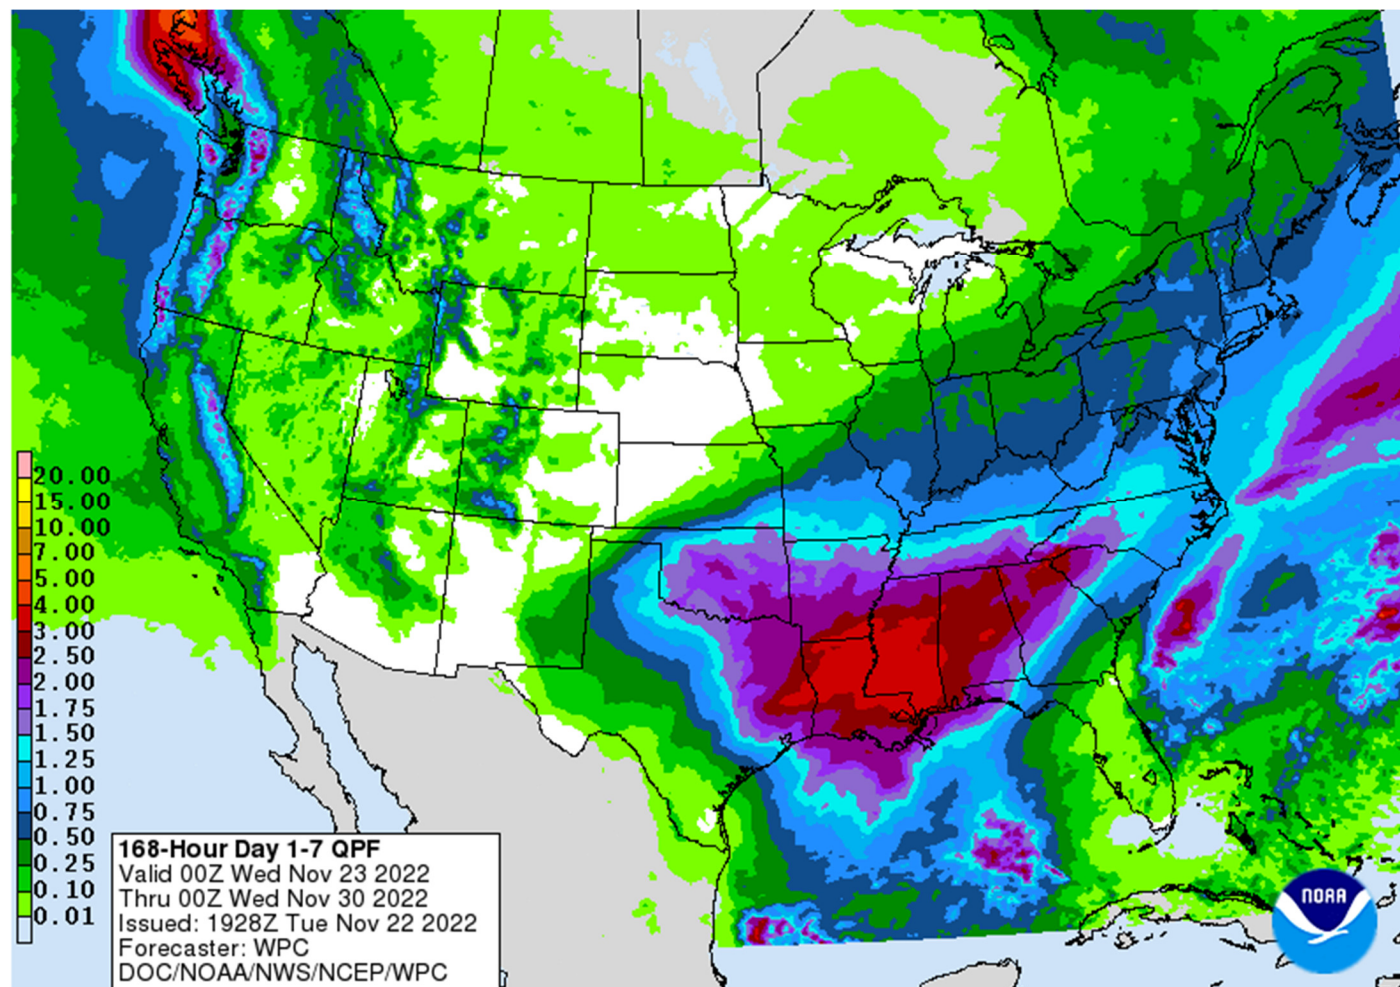 20.00
15.00
10.00
7.00
5.00
4.00
3.00
2.50
2.00
1.75
1.50
1.25
1.00
0.75
0.50
0.25
0.10
0.01
168-Hour Day 1-7 QPF
Valid 00Z Wed Nov 23 2022
Thru 00Z Wed Nov 30 2022
Issued: 1928Z Tue Nov 22 2022
Forecaster: WPC
DOC/NOAA/NWS/NCEP/WPC
NOAA